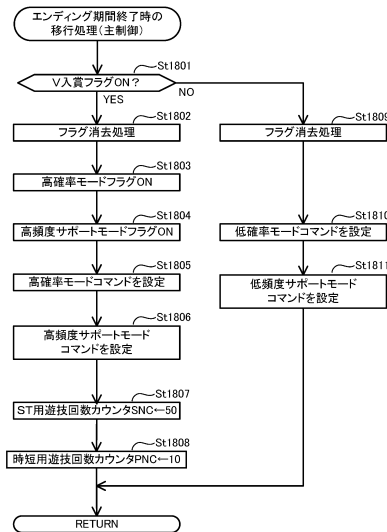 エンディング期間終了時の
移行処理(主制御)
St1801
V入賞フラグON？
YES
NO
St1802
フラグ消去処理
St1803
高確率モードフラグON
St1804
高頻度サポートモードフラグON
St1805
高確率モードコマンドを設定
St1806
高頻度サポートモード
コマンドを設定
St1807
ST用遊技回数カウンタSNC←50
St1808
時短用遊技回数カウンタPNC←10
St1809
フラグ消去処理
St1810
低確率モードコマンドを設定
St1811
低頻度サポートモード
コマンドを設定
RETURN